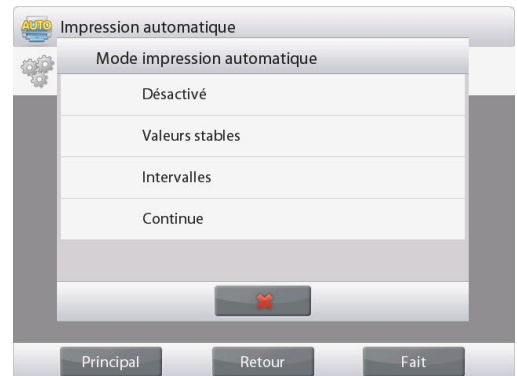 AUTO
Impression automatique
Mode impression automatique
Désactivé
Valeurs stables
Intervalles
Continue
Principal
Retour
Fait